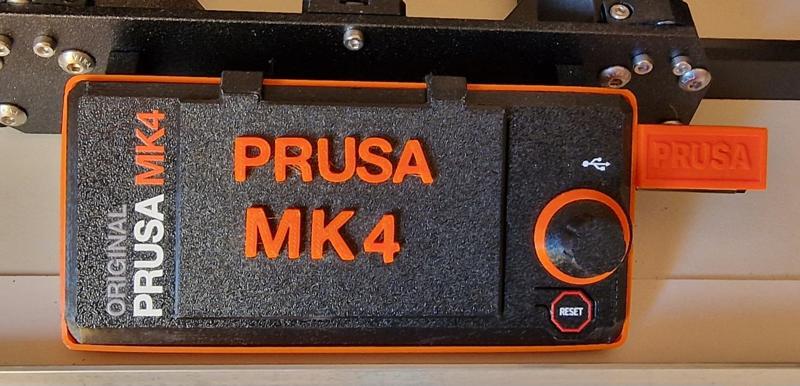 ORIGINAL
PRUSA MK4
PRUSA
MK4
RESET
PRUSA